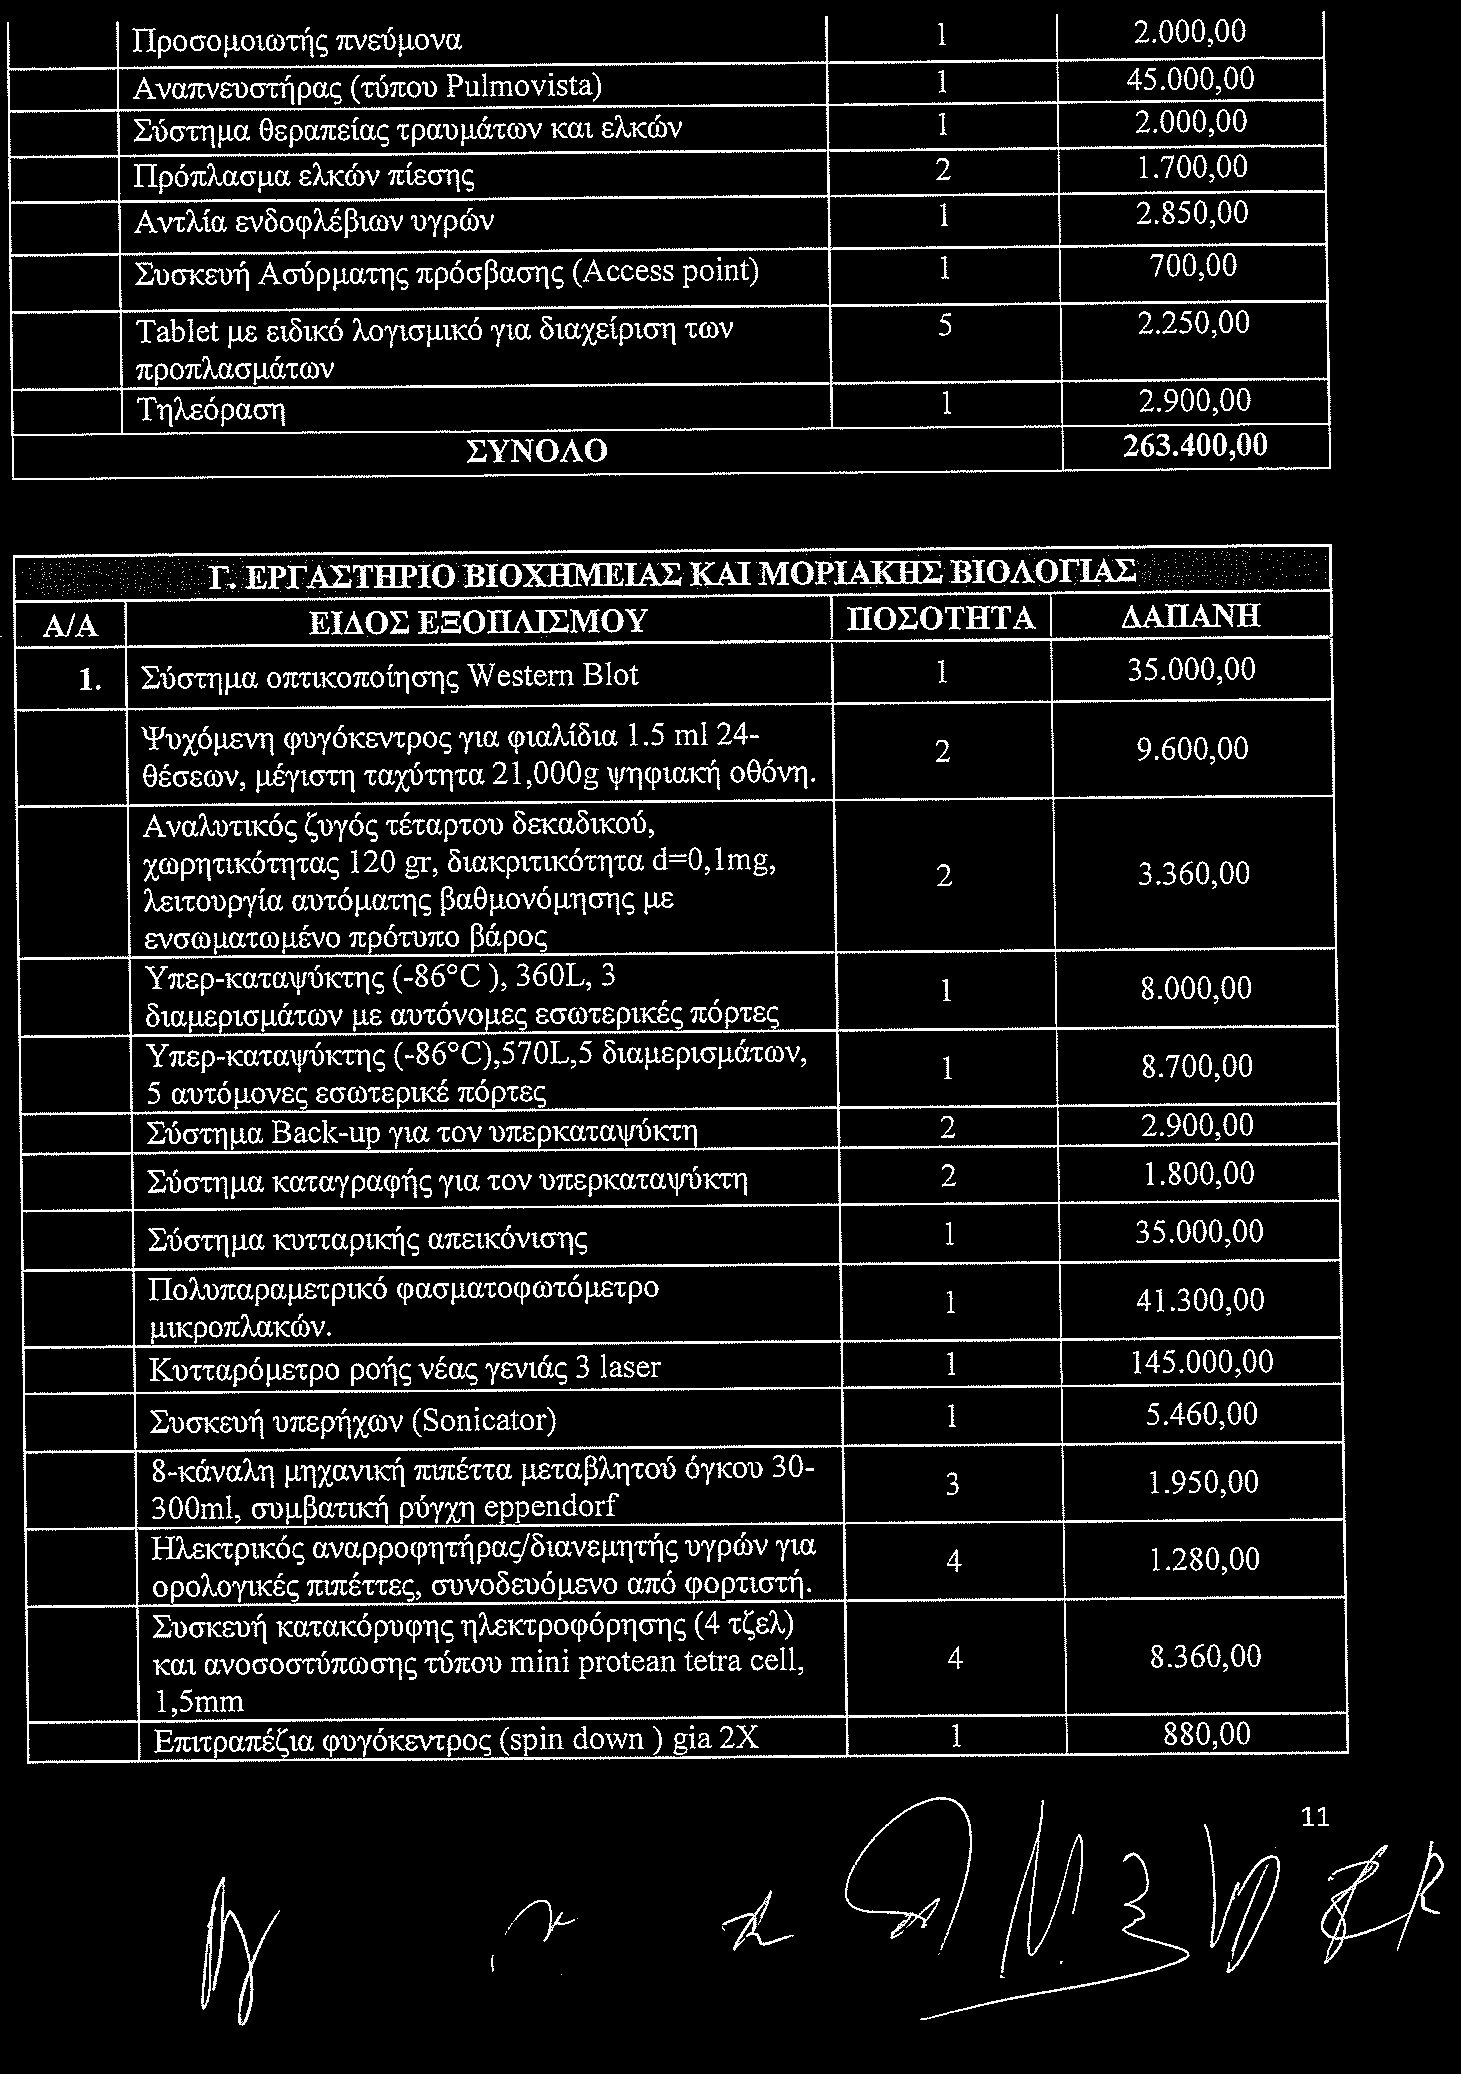 Προσομοιωτής πνεύμονα 1 2.000,00
Αναπνευστήρας (τύπου Pulmovista) 1 45.000,00
Σύστημα θεραπείας τραυμάτων και ελκών 1 2.000,00
Πρόπλασμα ελκών πίεσης 2 1.700,00
Αντλία ενδοφλέβιων υγρών 1 2.850,00
Συσκευή Ασύρματης πρόσβασης (Access point) 1 700,00
Tablet με ειδικό λογισμικό για διαχείριση των 5 2.250,00
προπλασμάτων
Τηλεόραση 1 2.900,00
ΣΥΝΟΛΟ 263.400,00
Γ. ΕΡΓΑΣΤΗΡΙΟ ΒΙΟΧΗΜΕΙΑΣ ΚΑΙ ΜΟΡΙΑΚΗΣ ΒΙΟΛΟΓΙΑΣ
Α/Α ΕΙΔΟΣ ΕΞΟΠΛΙΣΜΟΥ ΠΟΣΟΤΗΤΑ ΔΑΠΑΝΗ
1. Σύστημα οπτικοποίησης Western Blot 1 35.000,00
Ψυχόμενη φυγόκεντρος για φιαλίδια 1.5 ml 24-
θέσεων, μέγιστη ταχύτητα 21,000g ψηφιακή οθόνη. 2 9.600,00
Αναλυτικός ζυγός τέταρτου δεκαδικού,
χωρητικότητας 120 gr, διακριτικότητα d=0,1mg, 2 3.360,00
λειτουργία αυτόματης βαθμονόμησης με
ενσωματωμένο πρότυπο βάρος
Υπερ-καταψύκτης (-86°C ), 360L, 3 1 8.000,00
διαμερισμάτων με αυτόνομες εσωτερικές πόρτες
Υπερ-καταψύκτης (-86°C),570L,5 διαμερισμάτων, 1 8.700,00
5 αυτόμονες εσωτερικέ πόρτες
Σύστημα Back-up για τον υπερκαταψύκτη 2 2.900,00
Σύστημα καταγραφής για τον υπερκαταψύκτη 2 1.800,00
Σύστημα κυτταρικής απεικόνισης 1 35.000,00
Πολυπαραμετρικό φασματοφωτόμετρο 1 41.300,00
μικροπλακών.
Κυτταρόμετρο ροής νέας γενιάς 3 laser 1 145.000,00
Συσκευή υπερήχων (Sonicator) 1 5.460,00
8-κάναλη μηχανική πιπέττα μεταβλητού όγκου 30- 3 1.950,00
300ml, συμβατική ρύγχη eppendorf
Ηλεκτρικός αναρροφητήρας/διανεμητής υγρών για 4 1.280,00
ορολογικές πιπέττες, συνοδευόμενο από φορτιστή.
Συσκευή κατακόρυφης ηλεκτροφόρησης (4 τζελ)
και ανοσοστύπωσης τύπου mini protean tetra cell, 4 8.360,00
1,5mm
Επιτραπέζια φυγόκεντρος (spin down ) gia 2X 1 880,00
11